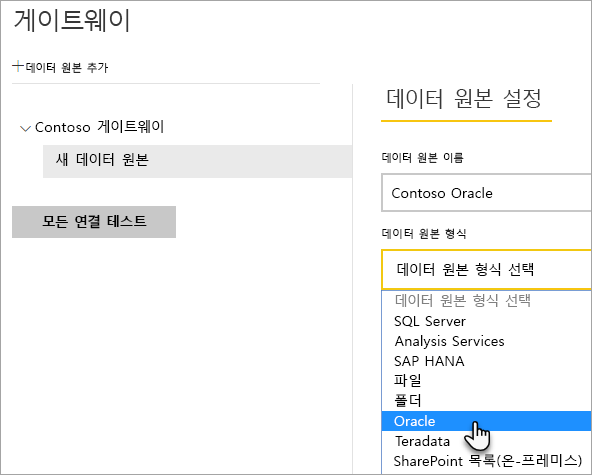 게이트웨이
+데이터 원본 추가
Contoso 게이트웨이
새 데이터 원본
모든 연결 테스트
데이터 원본 설정
데이터 원본 이름
Contoso Oracle
데이터 원본 형식
데이터 원본 형식 선택
데이터 원본 형식 선택
SQL Server
Analysis Services
SAP HANA
파일
폴더
Oracle
Teradata
SharePoint 목록(온-프레미스)